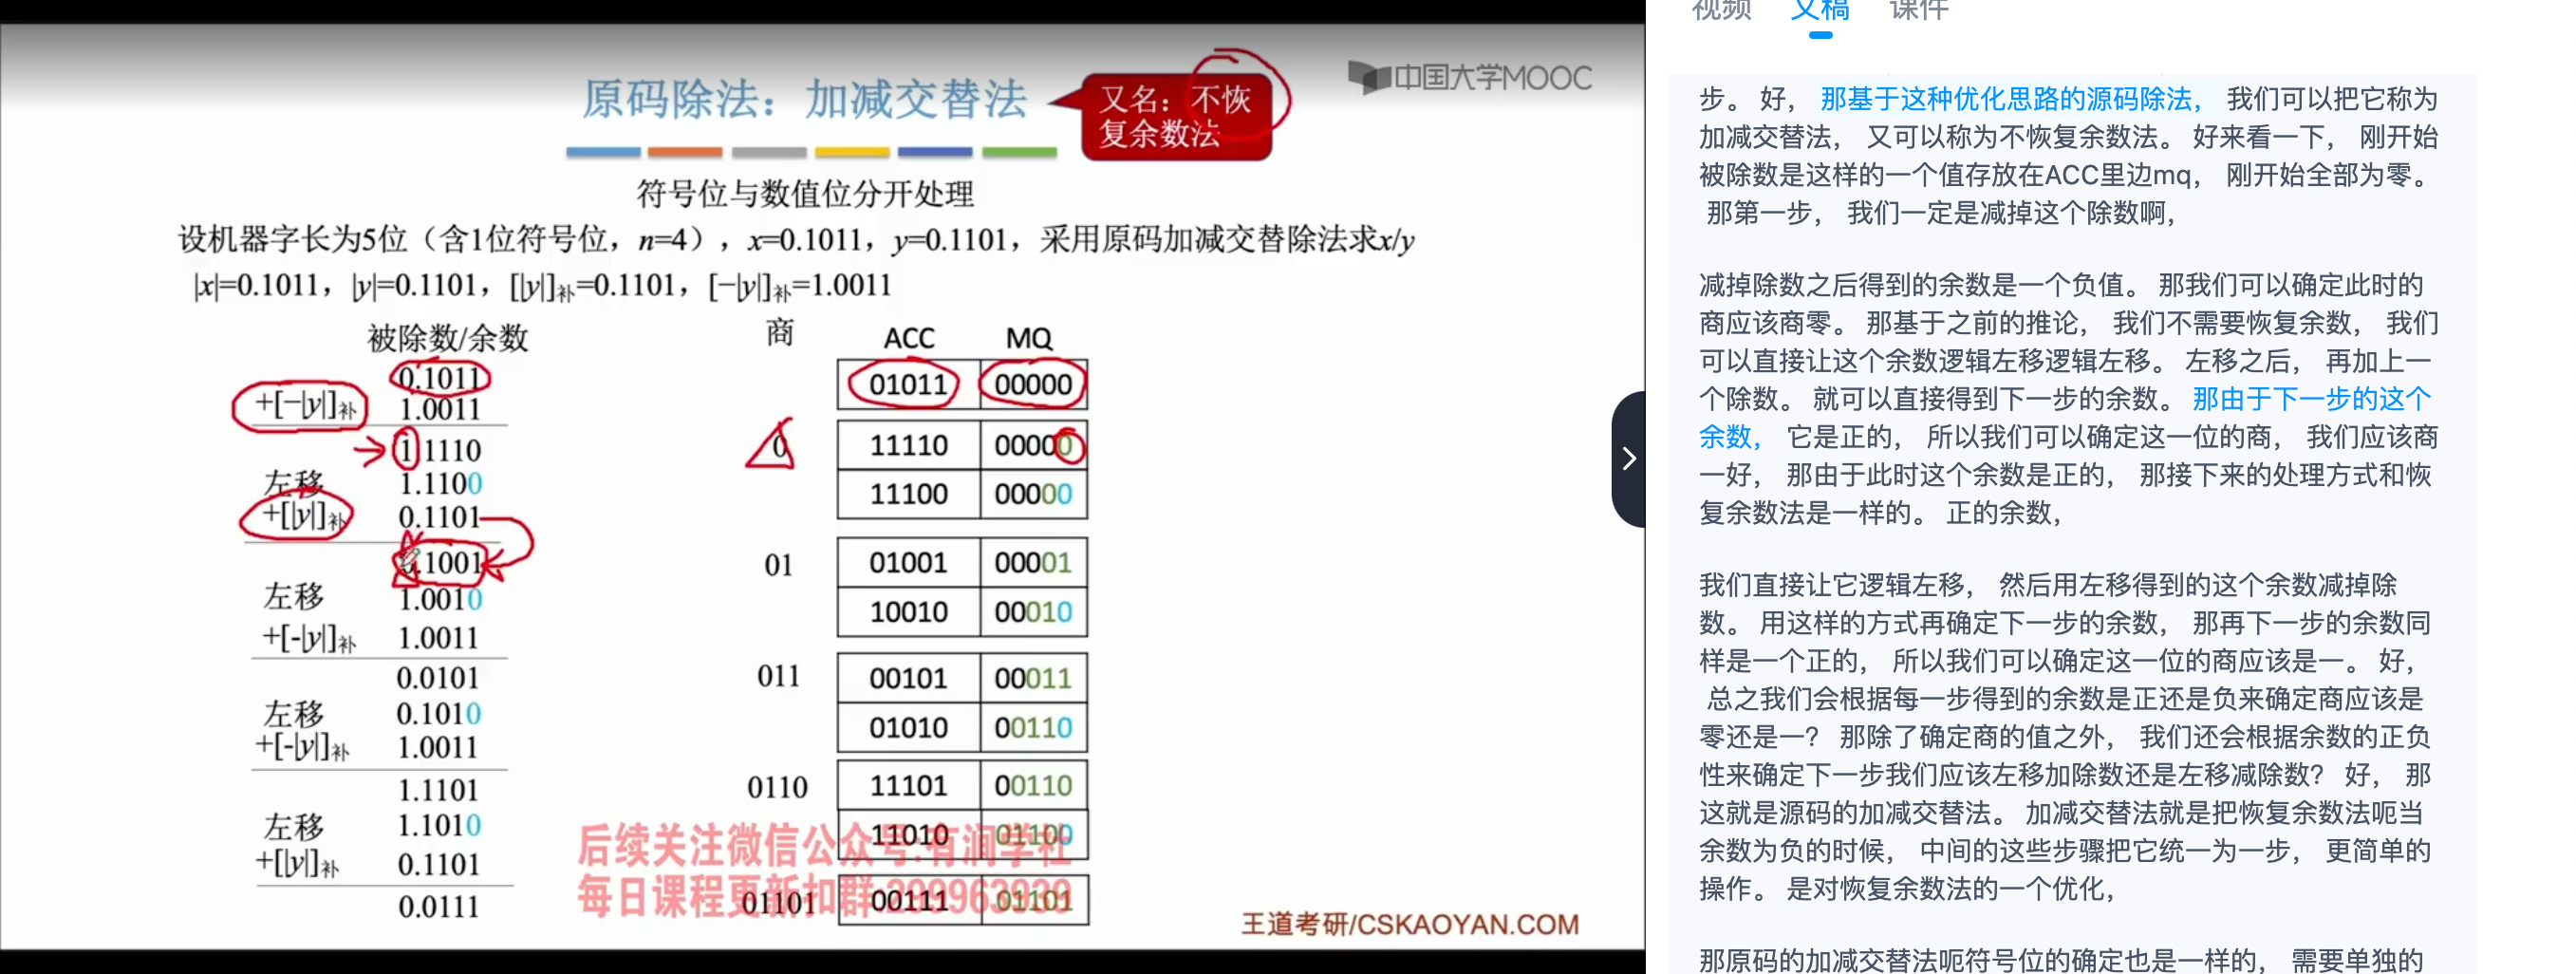 原码除法：加减交替法
又名：不恢
复余数法
中国大学MOOC
符号位与数值位分开处理
设机器字长为5位（含1位符号位，n=4），x=0.1011，y=0.1101，采用原码加减交替除法求x/y
|x|=0.1011，|y|=0.1101，[|y|]补=0.1101，[−|y|]补=1.0011
被除数/余数
商
ACC MQ
0.1011
01011 00000
+[−|y|]补 1.0011
1.1110
0
11110 00000
左移 1.1100
11100 00000
+[|y|]补 0.1101
0.1001
01
01001 00001
左移 1.0010
10010 00010
+[-|y|]补 1.0011
0.0101
011
00101 00011
左移 0.1010
01010 00110
+[-|y|]补 1.0011
1.1101
0110
11101 00110
左移 1.1010
11010 01100
+[|y|]补 0.1101
0.0111
01101
00111 01101
后续关注微信公众号:有润学社
每日课程更新扣群:299963939
王道考研/CSKAOYAN.COM
视频 文稿 课件
步。 好， 那基于这种优化思路的源码除法， 我们可以把它称为
加减交替法， 又可以称为不恢复余数法。 好来看一下， 刚开始
被除数是这样的一个值存放在ACC里边mq， 刚开始全部为零。
那第一步， 我们一定是减掉这个除数啊，
减掉除数之后得到的余数是一个负值。 那我们可以确定此时的
商应该商零。 那基于之前的推论， 我们不需要恢复余数， 我们
可以直接让这个余数逻辑左移逻辑左移。 左移之后， 再加上一
个除数。 就可以直接得到下一步的余数。 那由于下一步的这个
余数， 它是正的， 所以我们可以确定这一位的商， 我们应该商
一好， 那由于此时这个余数是正的， 那接下来的处理方式和恢
复余数法是一样的。 正的余数，
我们直接让它逻辑左移， 然后用左移得到的这个余数减掉除
数。 用这样的方式再确定下一步的余数， 那再下一步的余数同
样是一个正的， 所以我们可以确定这一位的商应该是一。 好，
总之我们会根据每一步得到的余数是正还是负来确定商应该是
零还是一？ 那除了确定商的值之外， 我们还会根据余数的正负
性来确定下一步我们应该左移加除数还是左移减除数？ 好， 那
这就是源码的加减交替法。 加减交替法就是把恢复余数法呃当
余数为负的时候， 中间的这些步骤把它统一为一步， 更简单的
操作。 是对恢复余数法的一个优化，
那原码的加减交替法呃符号位的确定也是一样的， 需要单独的